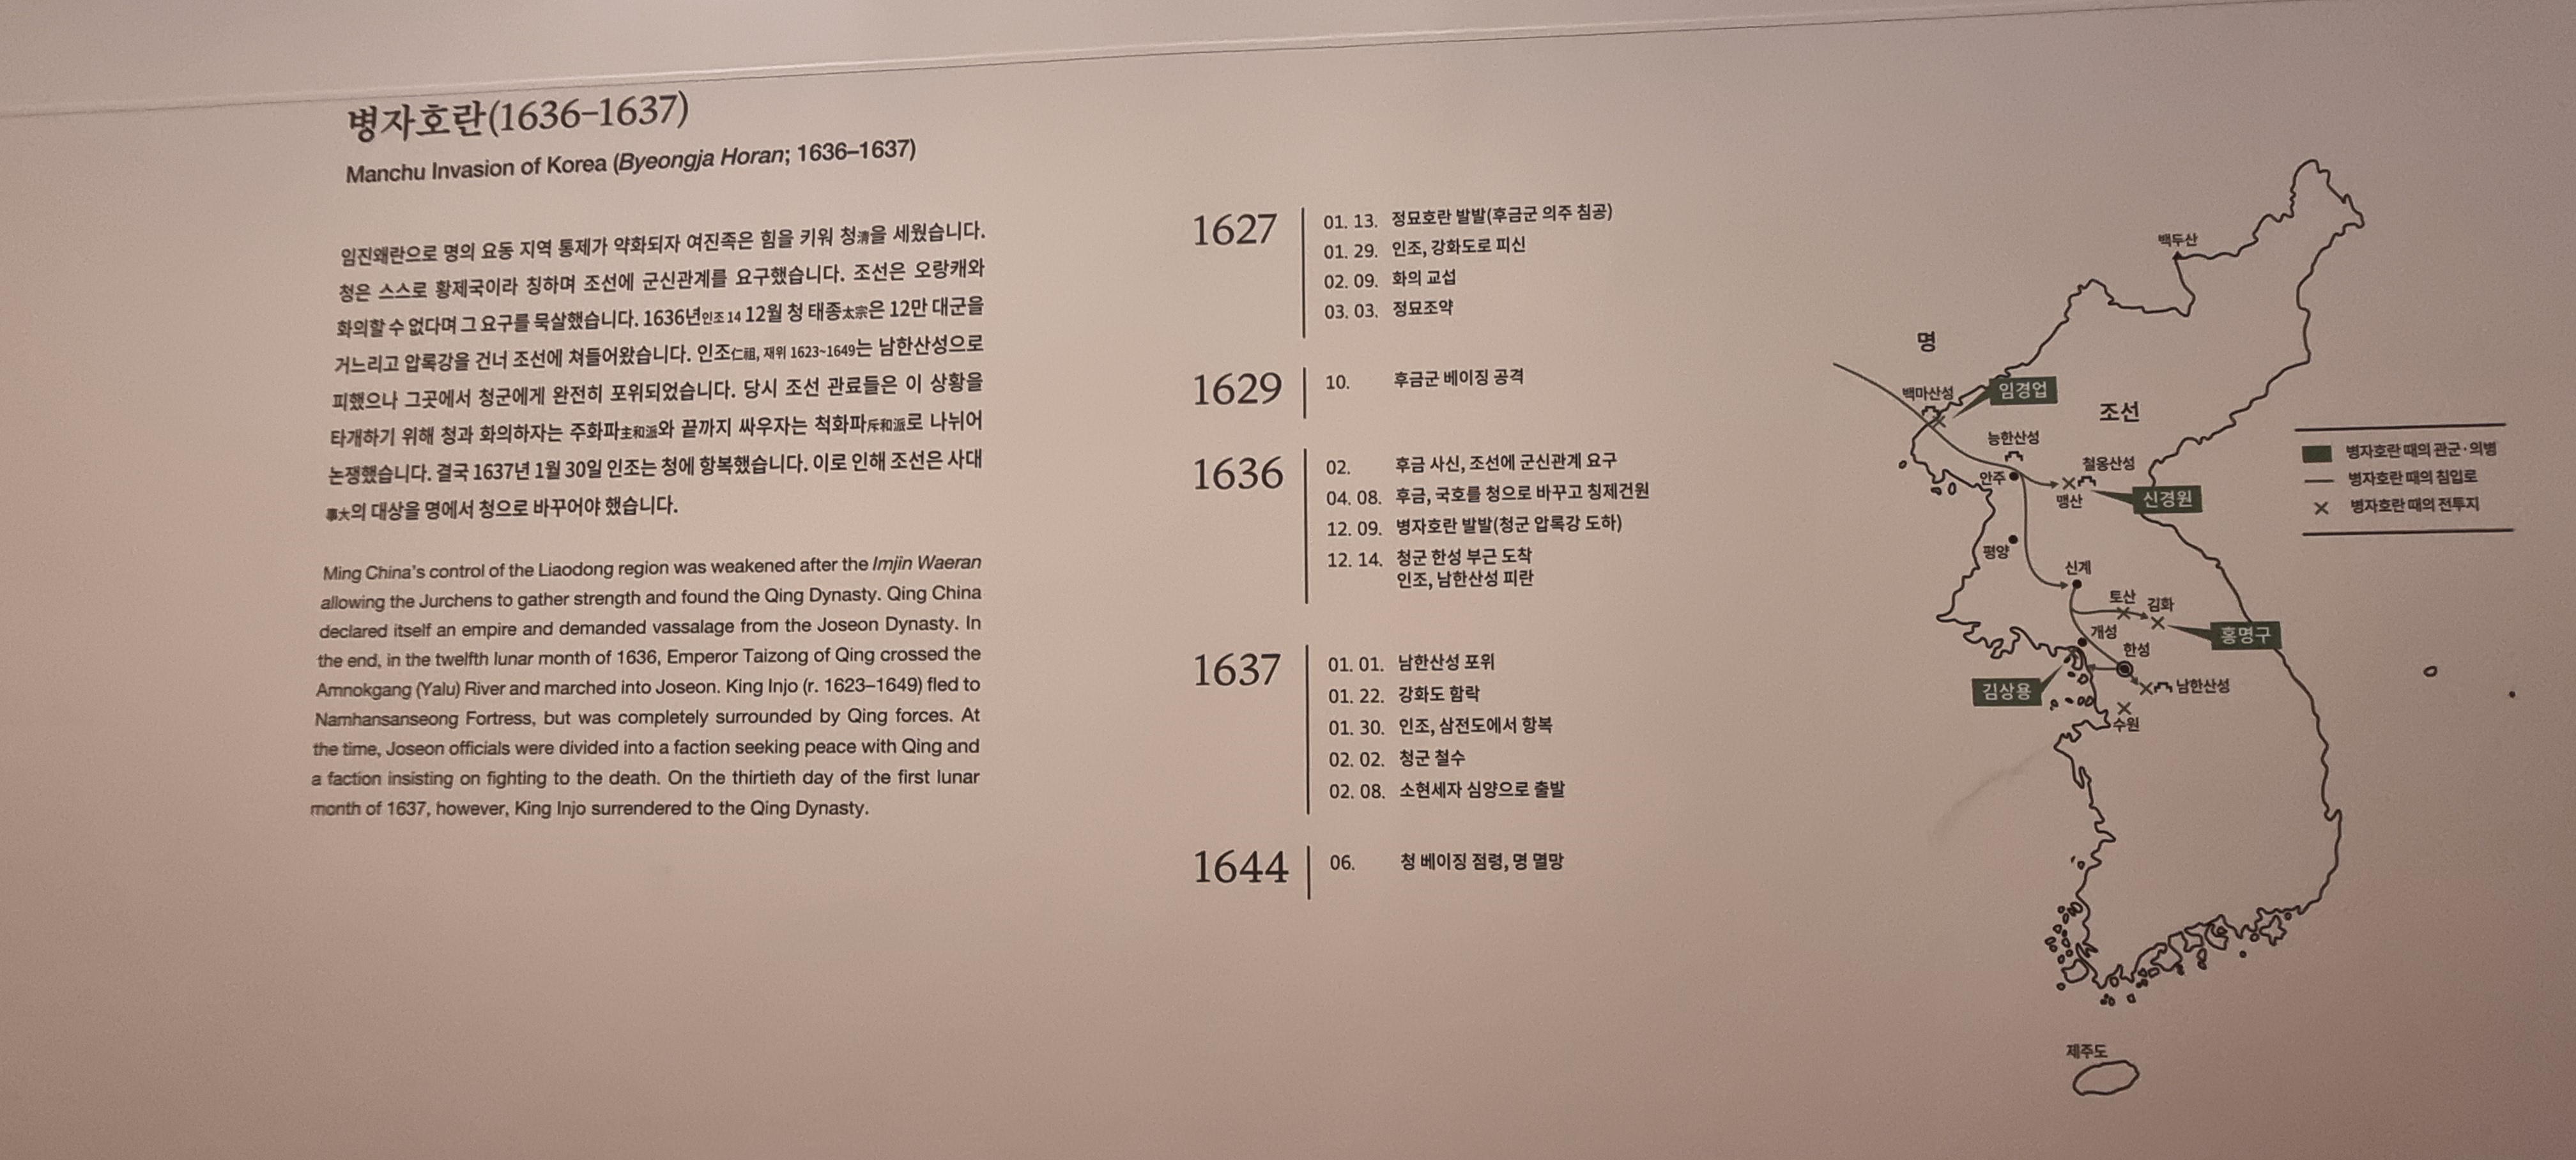 병자호란(1636–1637)
Manchu Invasion of Korea (Byeongja Horan; 1636–1637)
임진왜란으로 명의 요동 지역 통제가 약화되자 여진족은 힘을 키워 청淸을 세웠습니다.
청은 스스로 황제국이라 칭하며 조선에 군신관계를 요구했습니다. 조선은 오랑캐와
화의할 수 없다며 그 요구를 묵살했습니다. 1636년인조 14 12월 청 태종太宗은 12만 대군을
거느리고 압록강을 건너 조선에 쳐들어왔습니다. 인조仁祖, 재위 1623~1649는 남한산성으로
피했으나 그곳에서 청군에게 완전히 포위되었습니다. 당시 조선 관료들은 이 상황을
타개하기 위해 청과 화의하자는 주화파主和派와 끝까지 싸우자는 척화파斥和派로 나뉘어
논쟁했습니다. 결국 1637년 1월 30일 인조는 청에 항복했습니다. 이로 인해 조선은 사대
事大의 대상을 명에서 청으로 바꾸어야 했습니다.
Ming China's control of the Liaodong region was weakened after the Imjin Waeran
allowing the Jurchens to gather strength and found the Qing Dynasty. Qing China
declared itself an empire and demanded vassalage from the Joseon Dynasty. In
the end, in the twelfth lunar month of 1636, Emperor Taizong of Qing crossed the
Amnokgang (Yalu) River and marched into Joseon. King Injo (r. 1623–1649) fled to
Namhansanseong Fortress, but was completely surrounded by Qing forces. At
the time, Joseon officials were divided into a faction seeking peace with Qing and
a faction insisting on fighting to the death. On the thirtieth day of the first lunar
month of 1637, however, King Injo surrendered to the Qing Dynasty.
1627
01. 13. 정묘호란 발발(후금군 의주 침공)
01. 29. 인조, 강화도로 피신
02. 09. 화의 교섭
03. 03. 정묘조약
1629
10. 후금군 베이징 공격
1636
02. 후금 사신, 조선에 군신관계 요구
04. 08. 후금, 국호를 청으로 바꾸고 칭제건원
12. 09. 병자호란 발발(청군 압록강 도하)
12. 14. 청군 한성 부근 도착
인조, 남한산성 피란
1637
01. 01. 남한산성 포위
01. 22. 강화도 함락
01. 30. 인조, 삼전도에서 항복
02. 02. 청군 철수
02. 08. 소현세자 심양으로 출발
1644
06. 청 베이징 점령, 명 멸망
백두산
명
백마산성
임경업
조선
능한산성
철옹산성
안주
맹산
신경원
평양
신계
토산
김화
개성
홍명구
한성
김상용
남한산성
수원
제주도
병자호란 때의 관군·의병
병자호란 때의 침입로
병자호란 때의 전투지